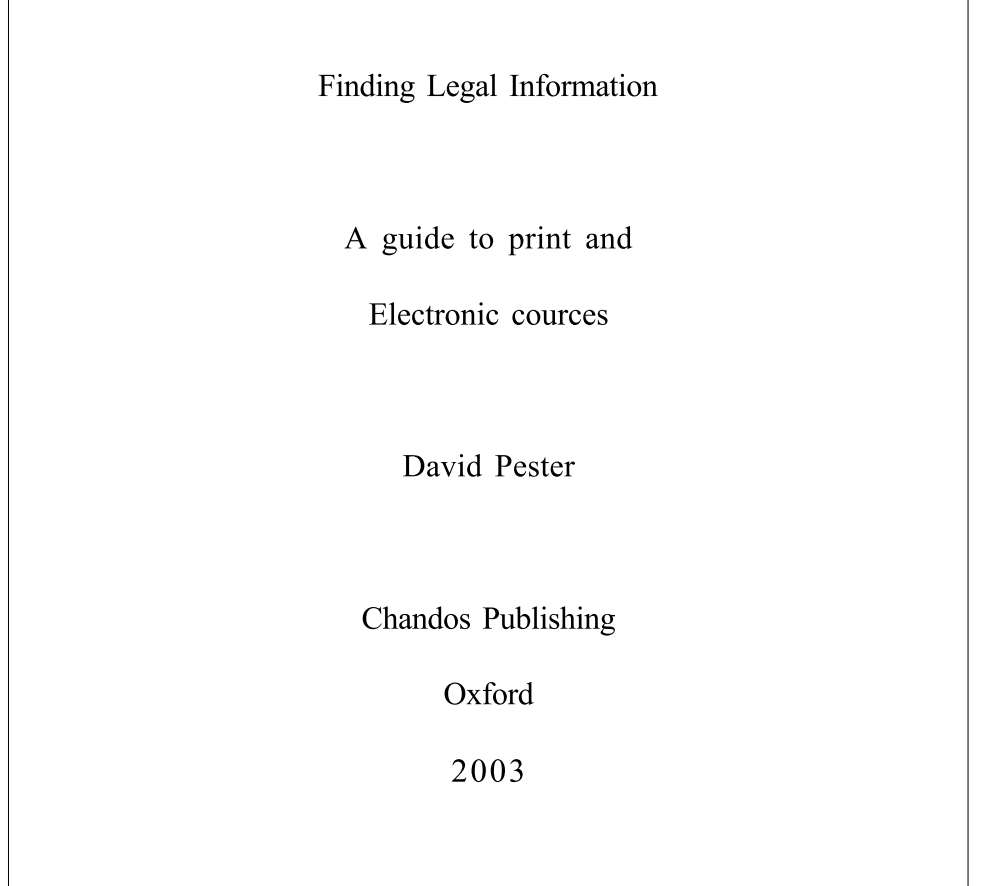 Finding Legal Information
A guide to print and
Electronic cources
David Pester
Chandos Publishing
Oxford
2003